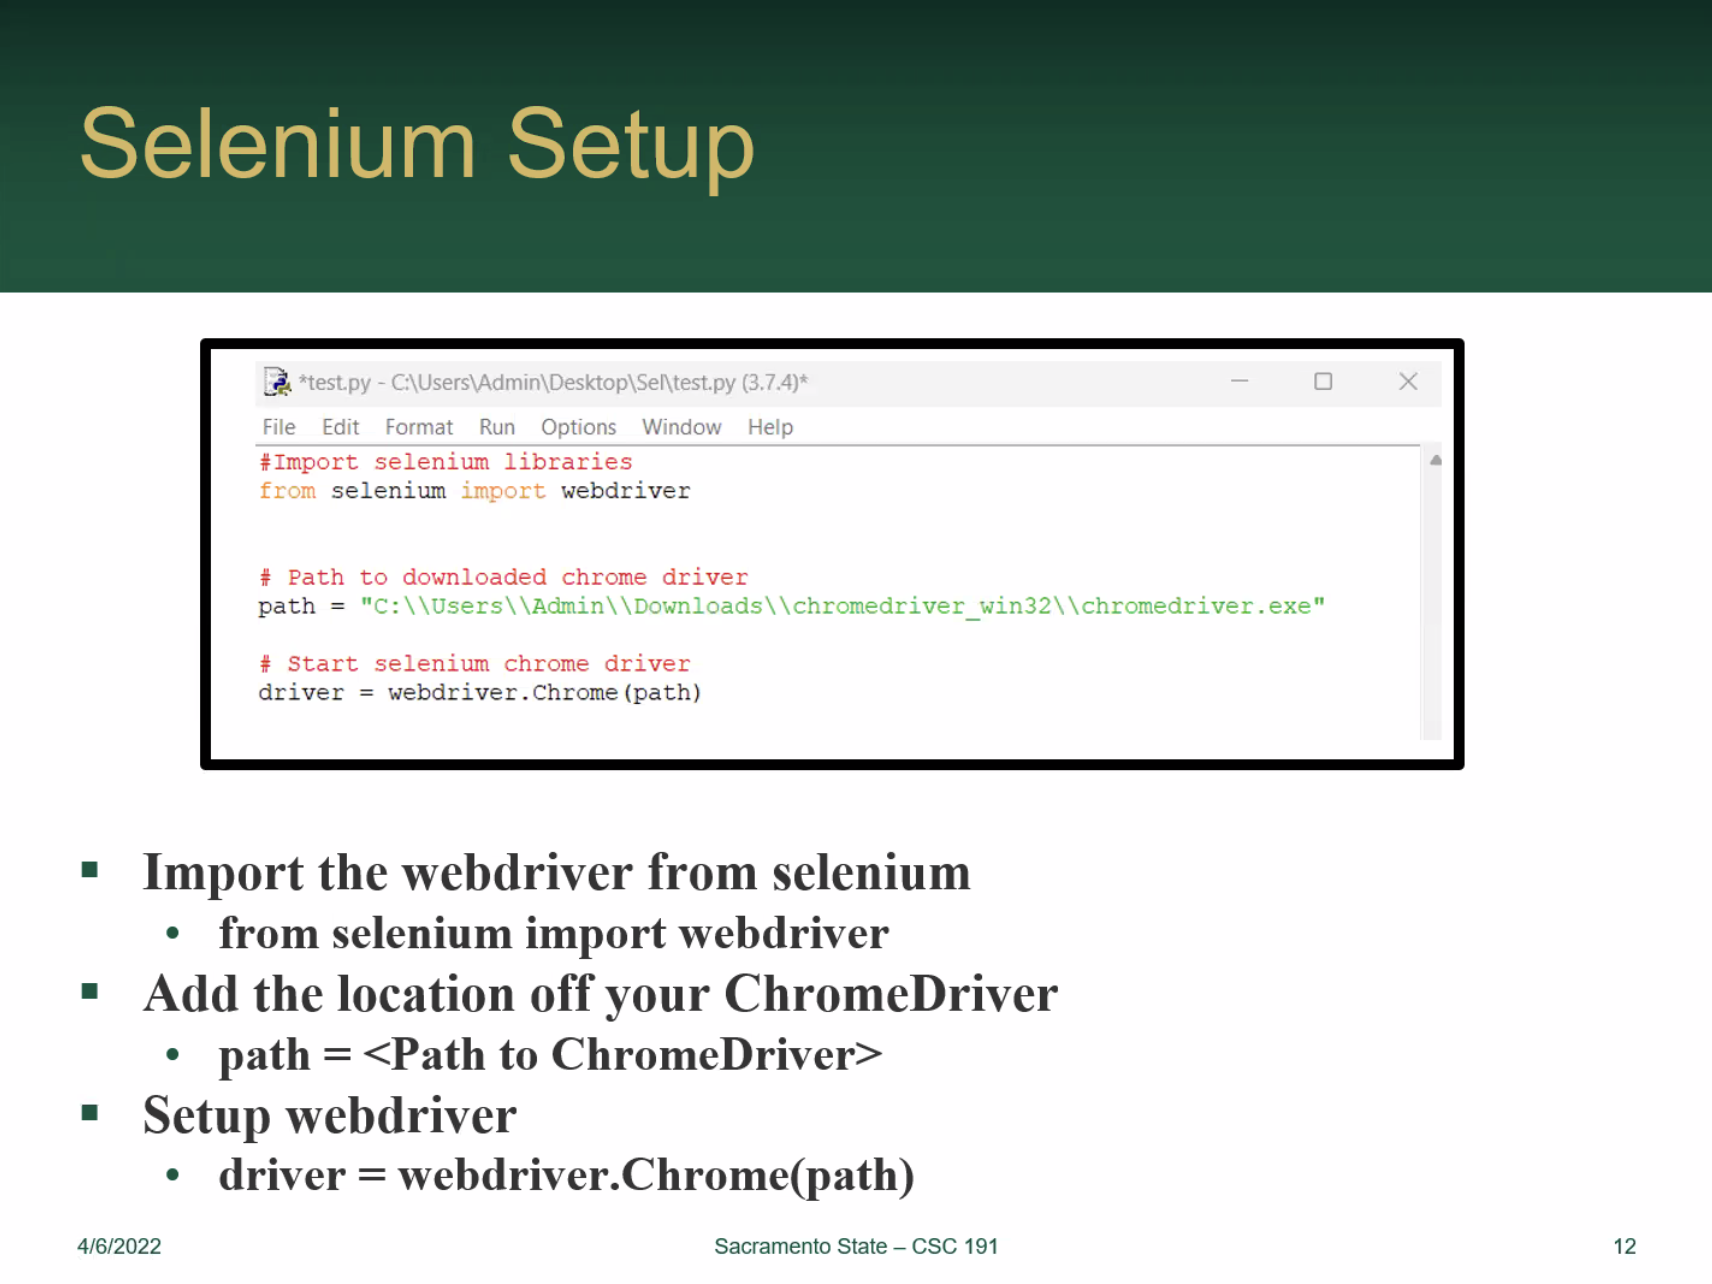 Selenium Setup
*test.py - C:\Users\Admin\Desktop\Sel\test.py (3.7.4)*
File Edit Format Run Options Window Help
#Import selenium libraries
from selenium import webdriver
# Path to downloaded chrome driver
path = "C:\\Users\\Admin\\Downloads\\chromedriver_win32\\chromedriver.exe"
# Start selenium chrome driver
driver = webdriver.Chrome(path)
▪ Import the webdriver from selenium
• from selenium import webdriver
▪ Add the location off your ChromeDriver
• path = <Path to ChromeDriver>
▪ Setup webdriver
• driver = webdriver.Chrome(path)
4/6/2022 Sacramento State – CSC 191 12